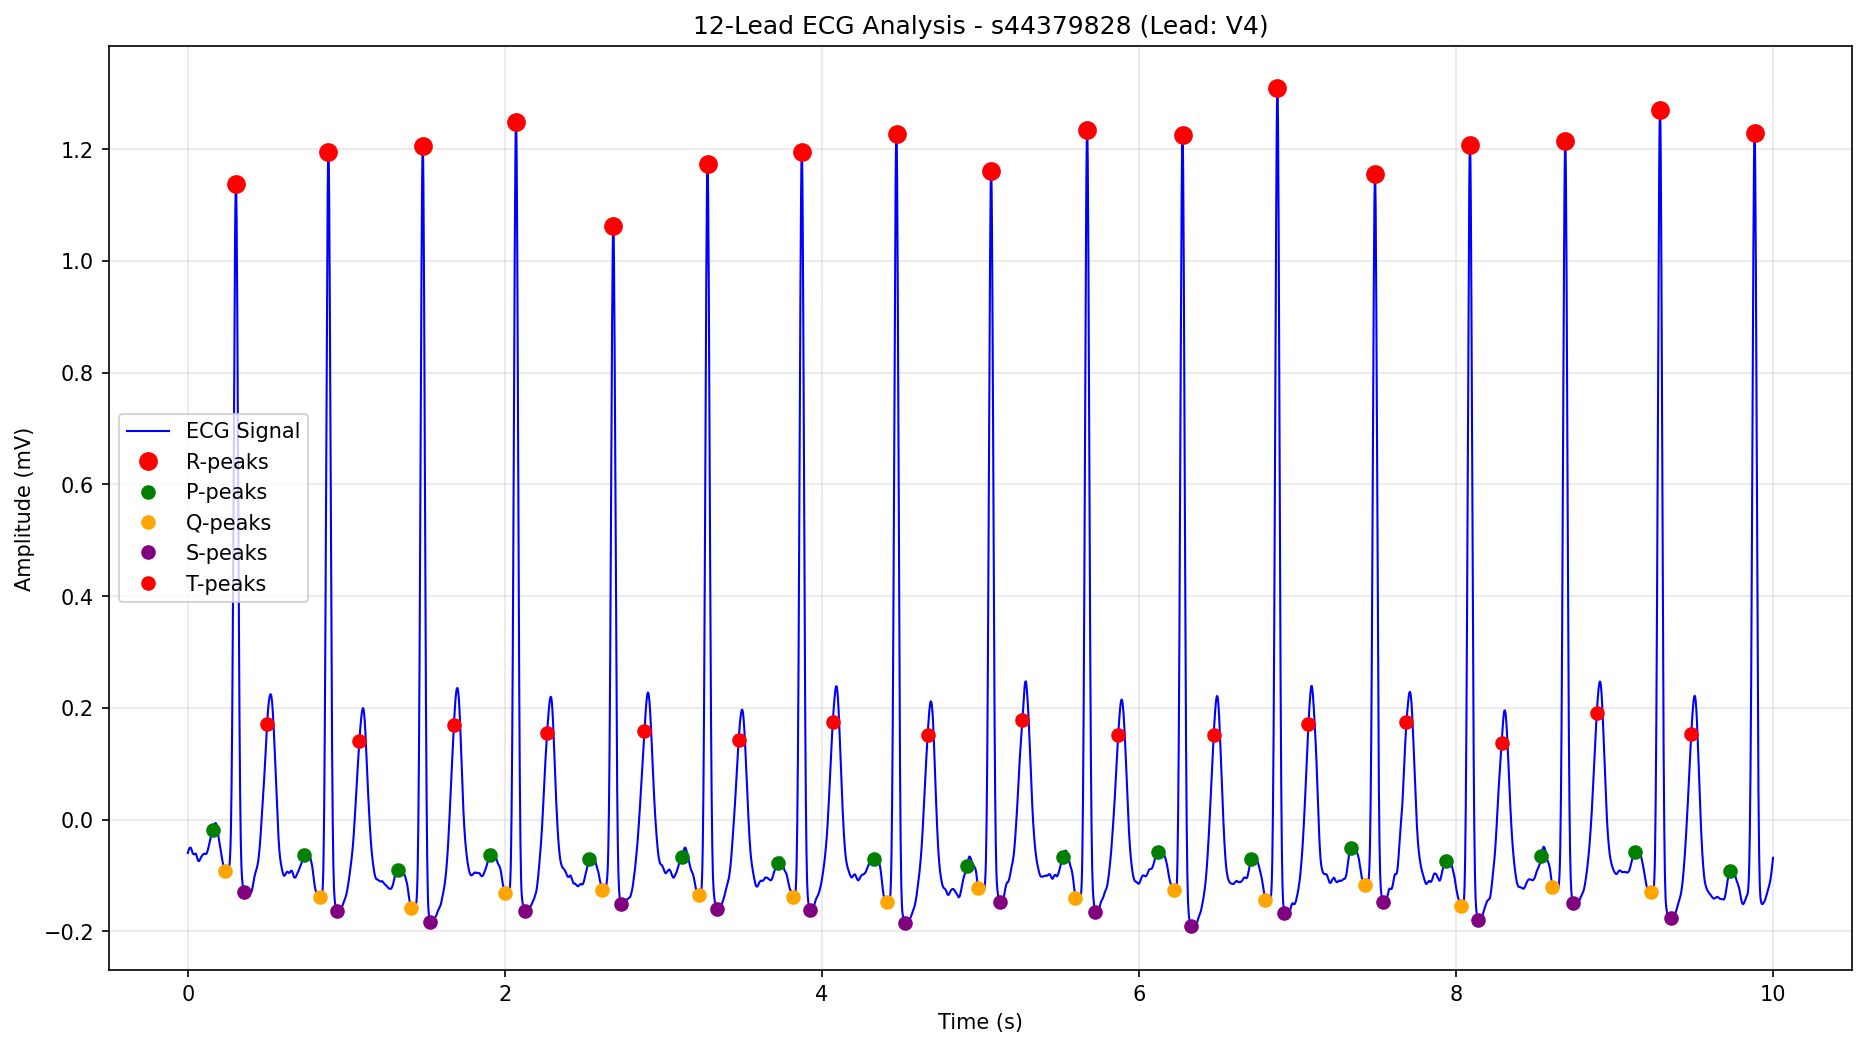 12-Lead ECG Analysis - s44379828 (Lead: V4)
Amplitude (mV)
1.2
1.0
0.8
0.6
0.4
0.2
0.0
−0.2
ECG Signal
R-peaks
P-peaks
Q-peaks
S-peaks
T-peaks
0 2 4 6 8 10
Time (s)